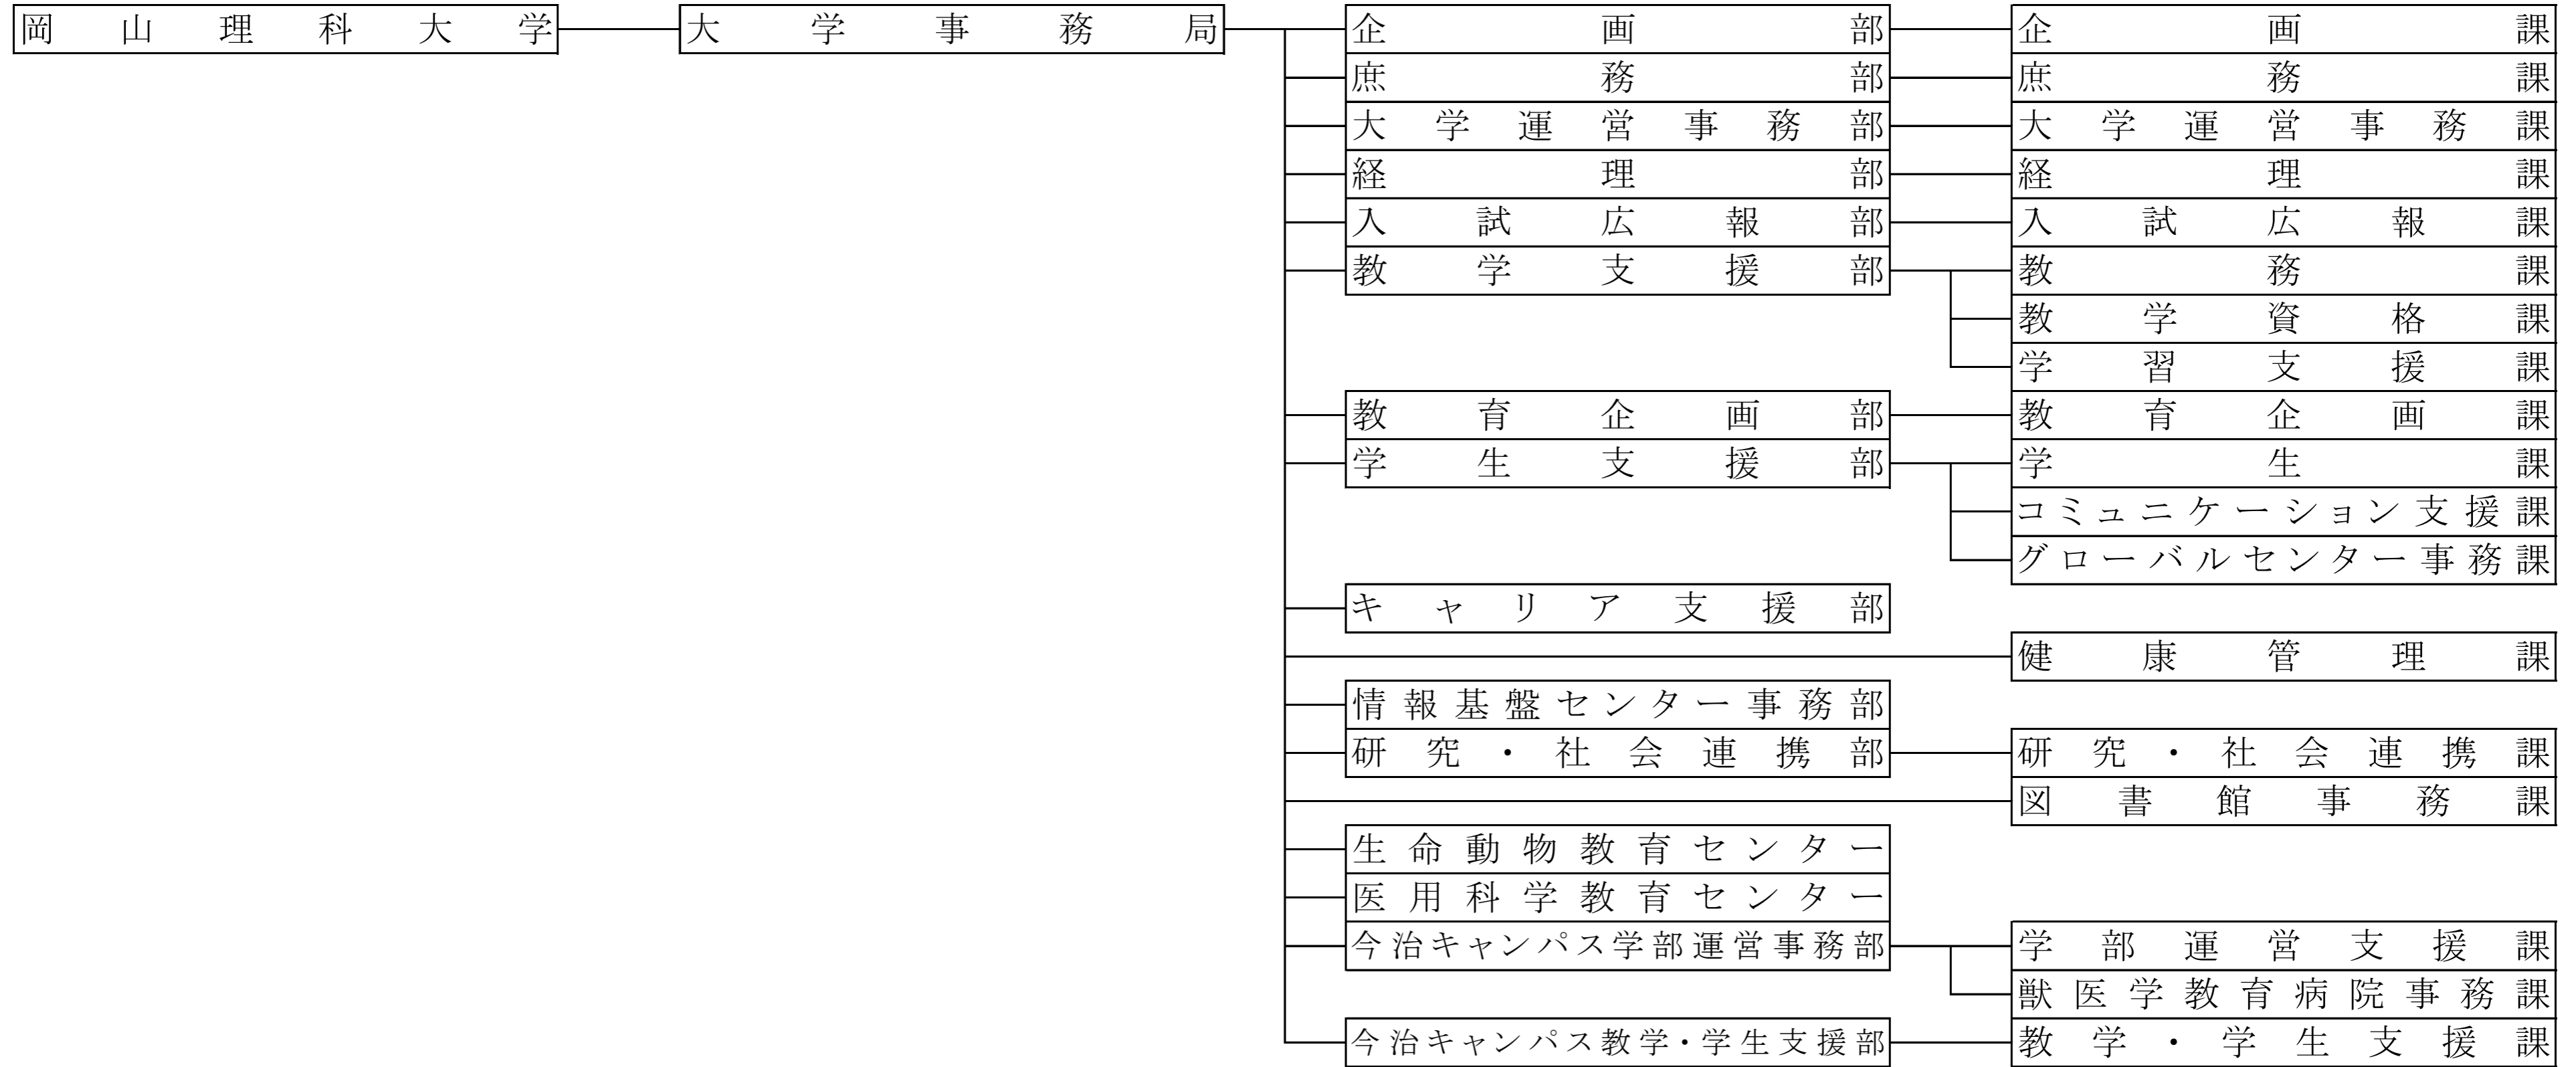 岡山理科大学 大学事務局 企画部 企画課
庶務部 庶務課
大学運営事務部 大学運営事務課
経理部 経理課
入試広報部 入試広報課
教学支援部 教務課
教学資格課
学習支援課
教育企画部 教育企画課
学生支援部 学生課
コミュニケーション支援課
グローバルセンター事務課
キャリア支援部
健康管理課
情報基盤センター事務部
研究・社会連携部 研究・社会連携課
図書館事務課
生命動物教育センター
医用科学教育センター
今治キャンパス学部運営事務部 学部運営支援課
獣医学教育病院事務課
今治キャンパス教学・学生支援部 教学・学生支援課